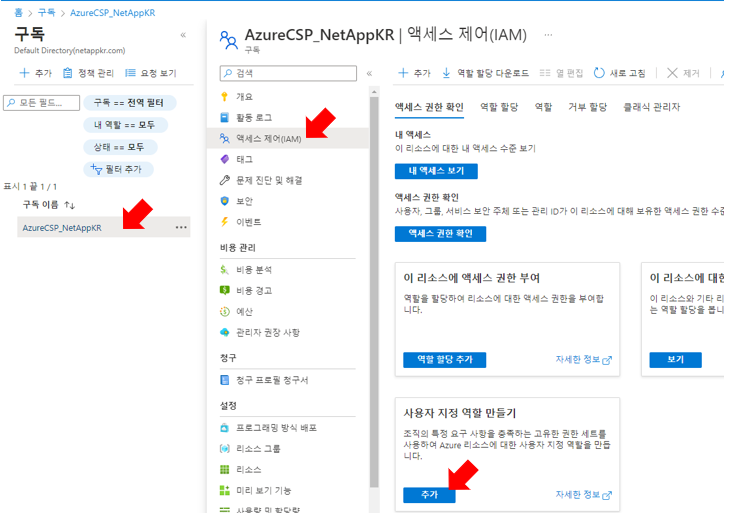 홈 > 구독 > AzureCSP_NetAppKR
구독
Default Directory(netappkr.com)
«
+ 추가 정책 관리 요청 보기
모든 필드...
구독 == 전역 필터
내 역할 == 모두
상태 == 모두
필터 추가
표시 1 끝 1 / 1
구독 이름 ↑↓
AzureCSP_NetAppKR ...
AzureCSP_NetAppKR | 액세스 제어(IAM) ...
구독
검색 «
개요
활동 로그
액세스 제어(IAM)
태그
문제 진단 및 해결
보안
이벤트
비용 관리
비용 분석
비용 경고
예산
관리자 권장 사항
청구
청구 프로필 청구서
설정
프로그래밍 방식 배포
리소스 그룹
리소스
미리 보기 기능
사용량 및 할당량
+ 추가 역할 할당 다운로드 열 편집 새로 고침 제거
액세스 권한 확인 역할 할당 역할 거부 할당 클래식 관리자
내 액세스
이 리소스에 대한 내 액세스 수준 보기
내 액세스 보기
액세스 권한 확인
사용자, 그룹, 서비스 보안 주체 또는 관리 ID가 이 리소스에 대해 보유한 액세스 권한 수준
액세스 권한 확인
이 리소스에 액세스 권한 부여
역할을 할당하여 리소스에 대한 액세스 권한을 부여합
니다.
역할 할당 추가 자세한 정보
이 리소스에 대한
이 리소스 및 기타 리
는 역할 할당을 봅니
보기
사용자 지정 역할 만들기
조직의 특정 요구 사항을 충족하는 고유한 권한 세트를
사용하여 Azure 리소스에 대한 사용자 지정 역할을 만듭
니다.
추가 자세한 정보